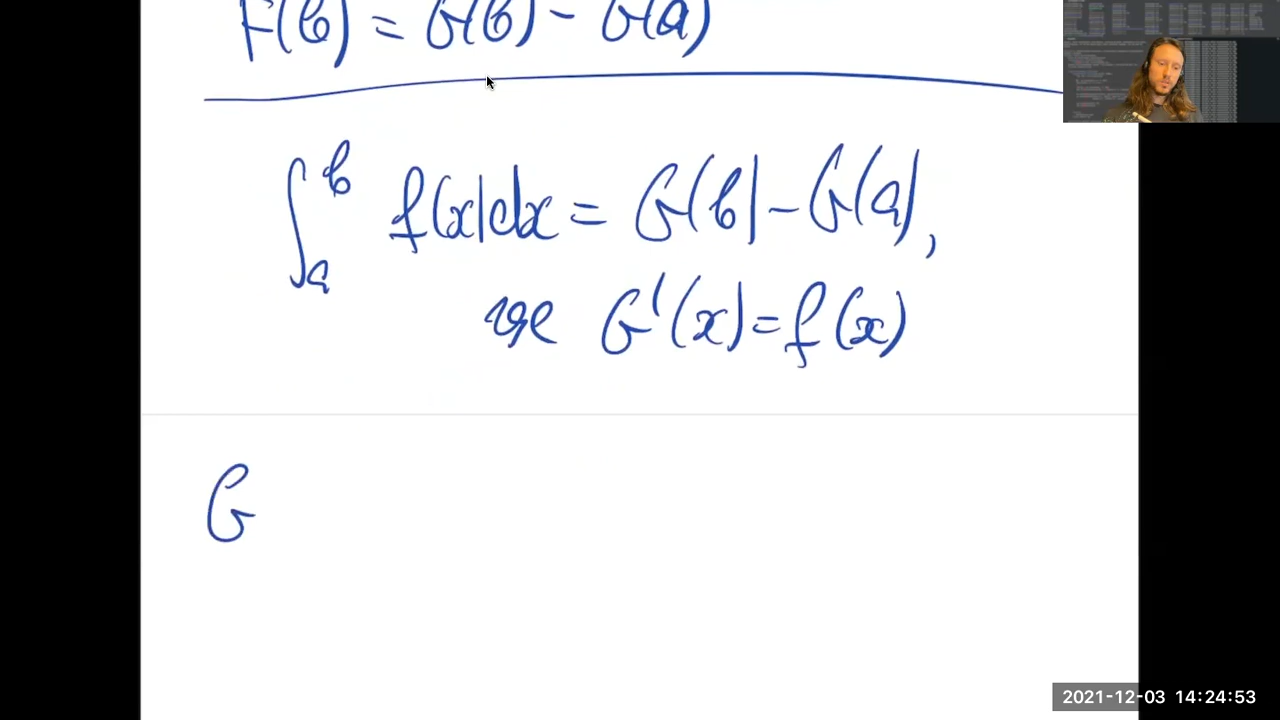 F(b) = G(b) - G(a)
∫ₐᵇ f(x)dx = G(b) - G(a),
где G'(x) = f(x)
G
2021-12-03 14:24:53